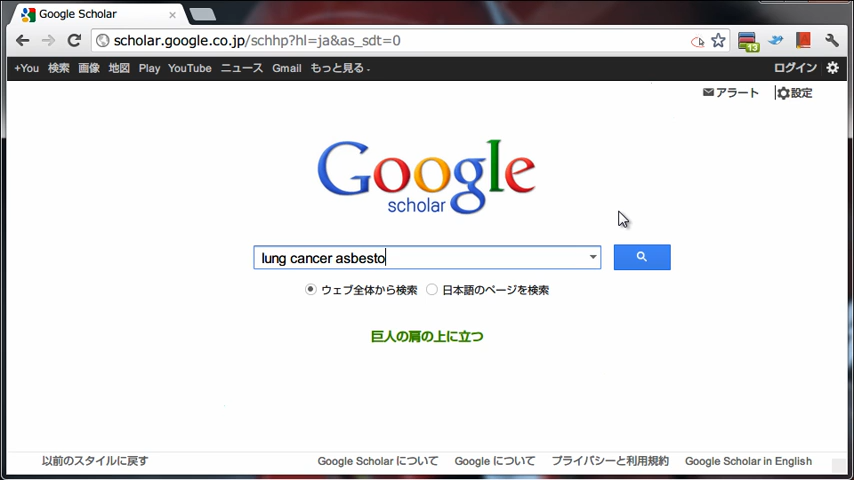 Google Scholar
scholar.google.co.jp/schhp?hl=ja&as_sdt=0
13
+You 検索 画像 地図 Play YouTube ニュース Gmail もっと見る ログイン
アラート 設定
Google
scholar
lung cancer asbesto
ウェブ全体から検索 日本語のページを検索
巨人の肩の上に立つ
以前のスタイルに戻す Google Scholar について Google について プライバシーと利用規約 Google Scholar in English